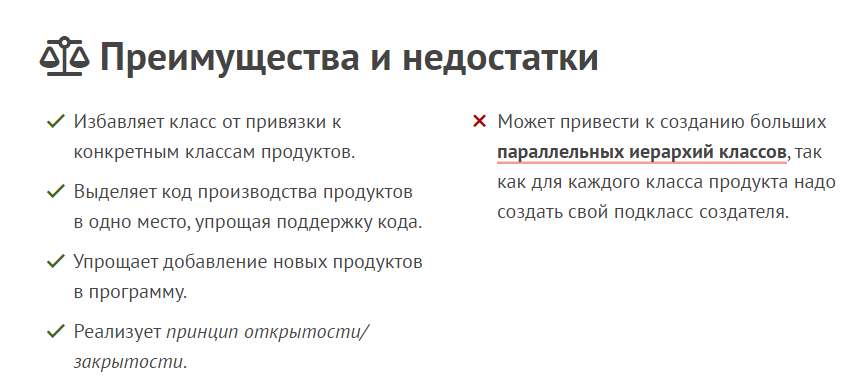 Преимущества и недостатки
Избавляет класс от привязки к
конкретным классам продуктов.
Выделяет код производства продуктов
в одно место, упрощая поддержку кода.
Упрощает добавление новых продуктов
в программу.
Реализует принцип открытости/
закрытости.
Может привести к созданию больших
параллельных иерархий классов, так
как для каждого класса продукта надо
создать свой подкласс создателя.